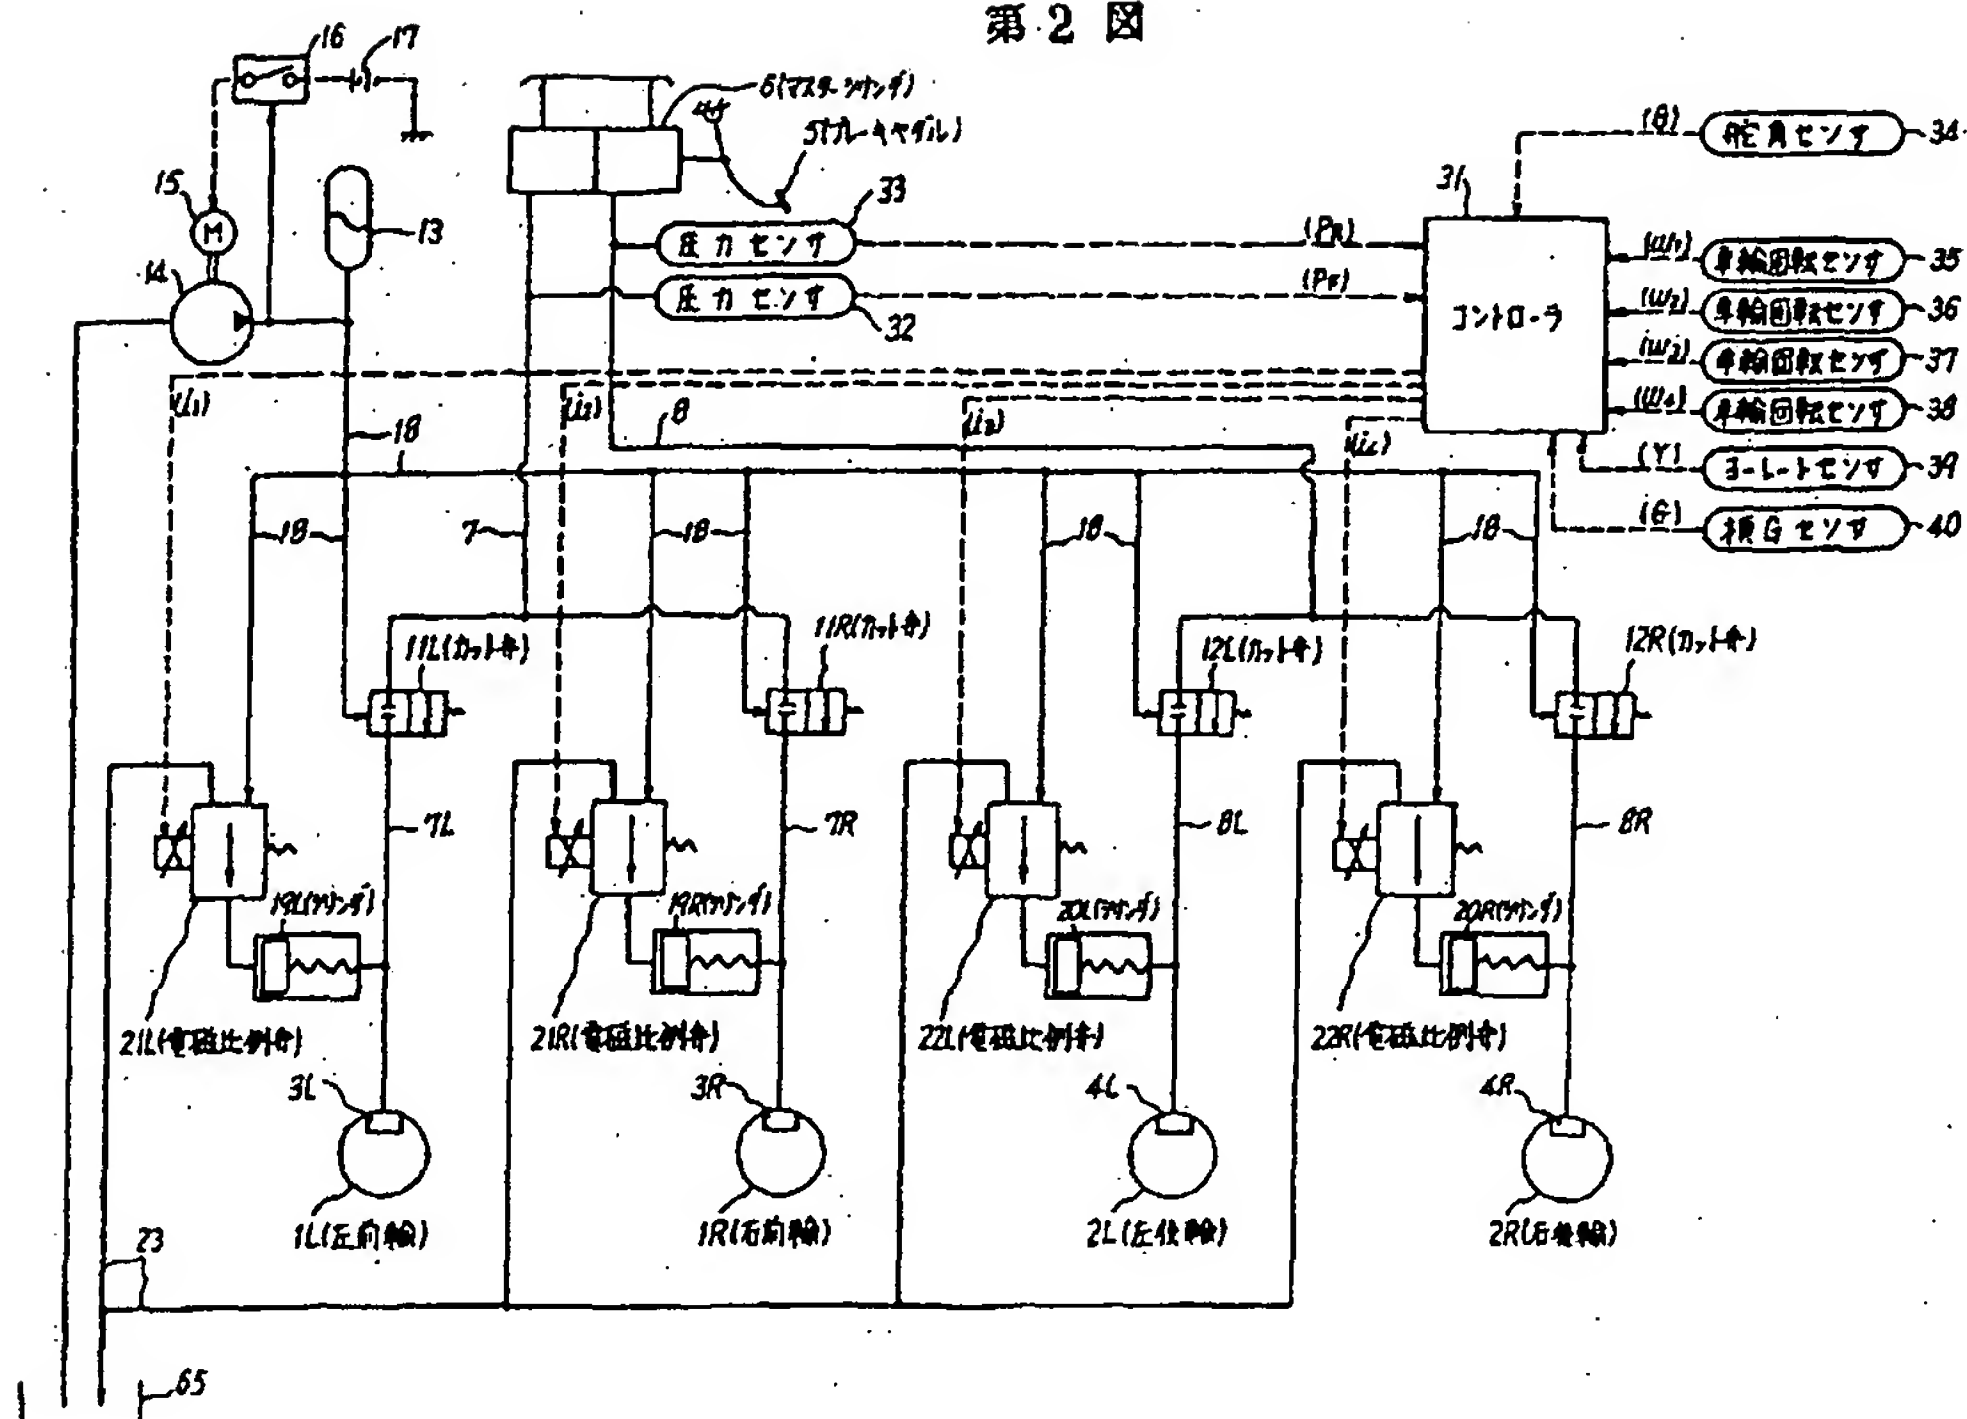 第2図
16
17
6(マスターシリンダ)
5(ブレーキペダル)
(θ)
舵角センサ
34
15
M
13
14
33
圧力センサ
(PR)
圧力センサ
(PF)
32
31
コントローラ
(W1)
車輪回転センサ
35
(W2)
車輪回転センサ
36
(W3)
車輪回転センサ
37
(W4)
車輪回転センサ
38
(Y)
ヨーレートセンサ
39
(G)
横Gセンサ
40
(i1)
(i2)
(i3)
(i4)
18
8
18
7
18
18
18
11L(カット弁)
11R(カット弁)
12L(カット弁)
12R(カット弁)
7L
7R
8L
8R
19L(シリンダ)
19R(シリンダ)
20L(シリンダ)
20R(シリンダ)
21L(電磁比例弁)
21R(電磁比例弁)
22L(電磁比例弁)
22R(電磁比例弁)
3L
3R
4L
4R
1L(左前輪)
1R(右前輪)
2L(左後輪)
2R(右後輪)
23
65